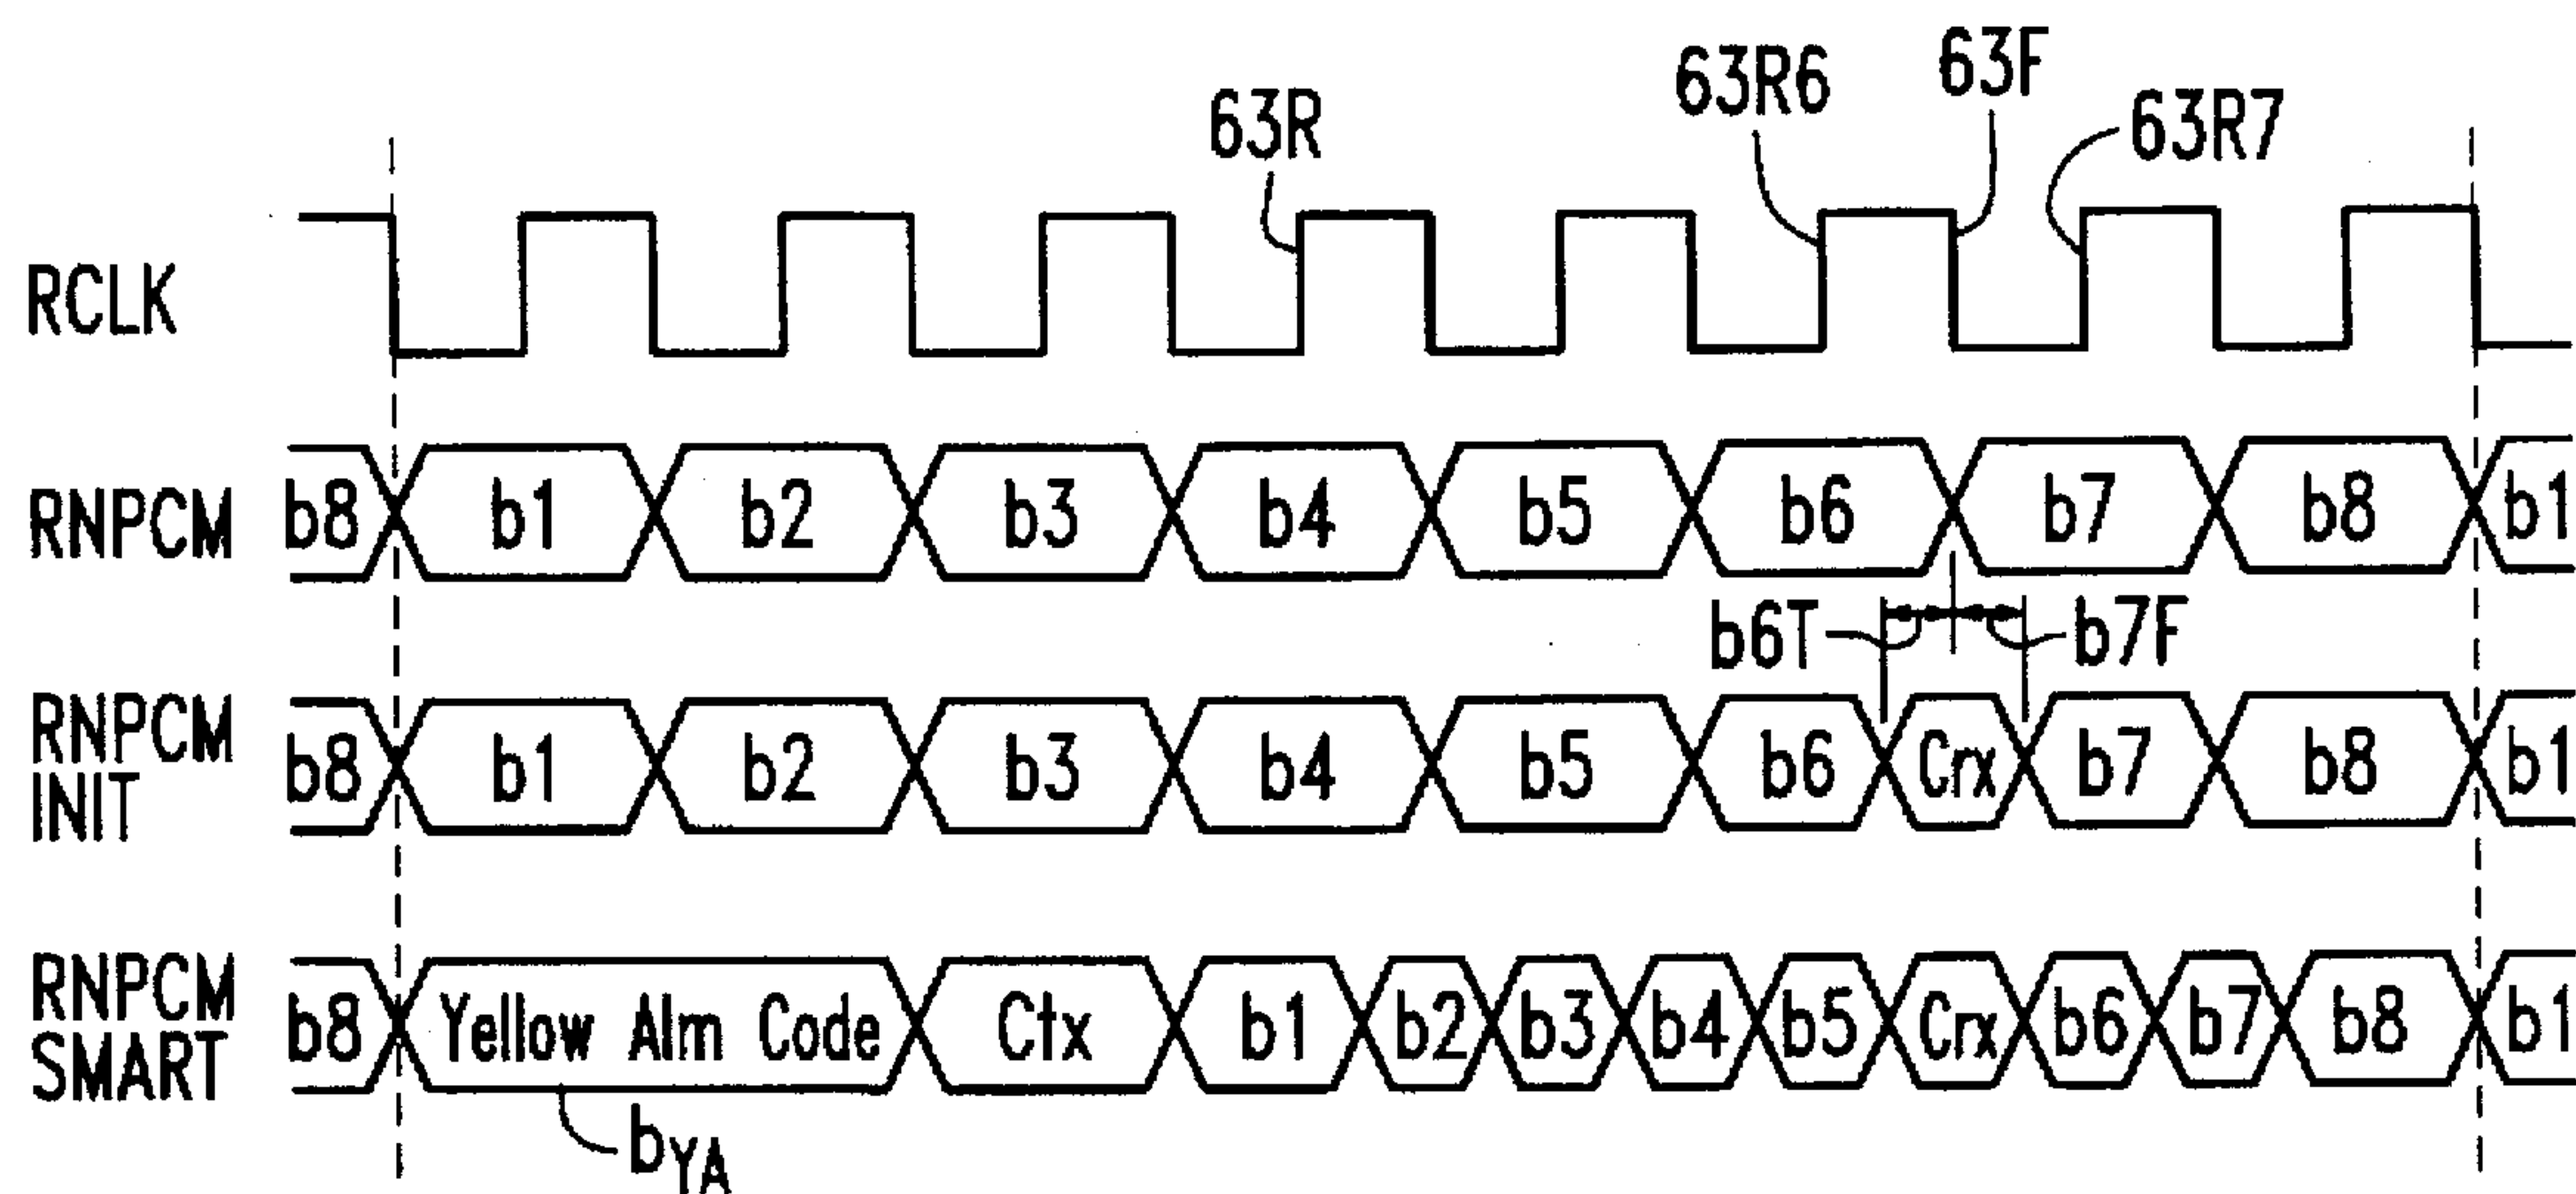 63R 63R6 63F 63R7
RCLK
RNPCM b8 b1 b2 b3 b4 b5 b6 b7 b8 b1
b6T b7F
RNPCM INIT b8 b1 b2 b3 b4 b5 b6 Crx b7 b8 b1
RNPCM SMART b8 Yellow Alm Code Ctx b1 b2 b3 b4 b5 Crx b6 b7 b8 b1
bYA